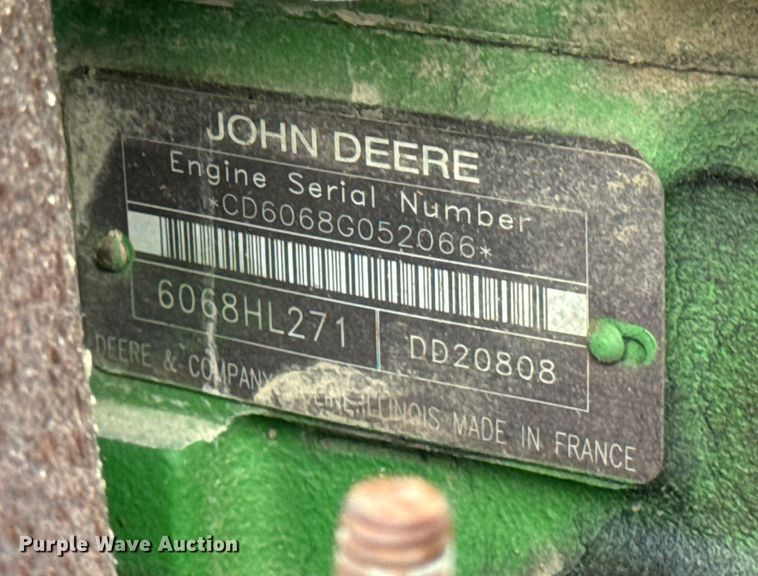 JOHN DEERE
Engine Serial Number
*CD6068G052066*
6068HL271
DD20808
DEERE & COMPANY ILLINOIS MADE IN FRANCE
Purple Wave Auction